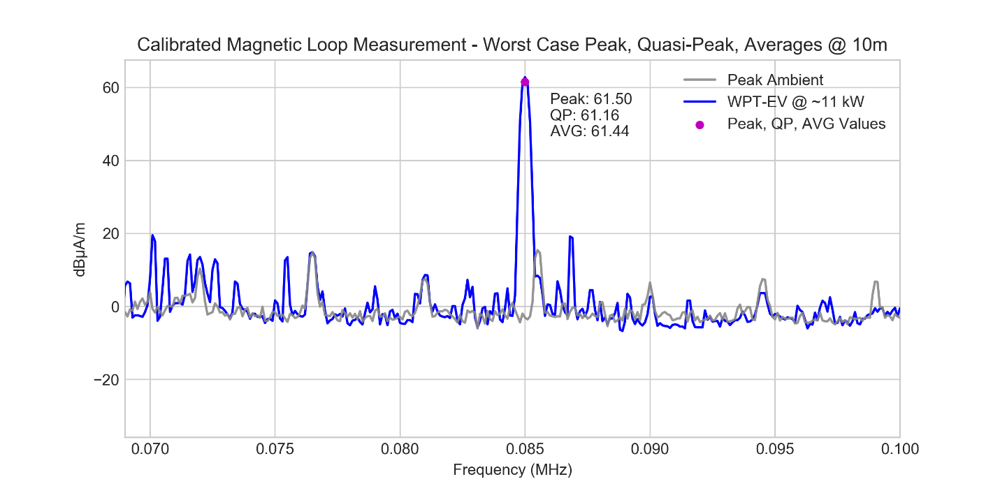 Calibrated Magnetic Loop Measurement - Worst Case Peak, Quasi-Peak, Averages @ 10m
Peak Ambient
WPT-EV @ ~11 kW
Peak, QP, AVG Values
Peak: 61.50
QP: 61.16
AVG: 61.44
dBµA/m
60
40
20
0
−20
0.070 0.075 0.080 0.085 0.090 0.095 0.100
Frequency (MHz)